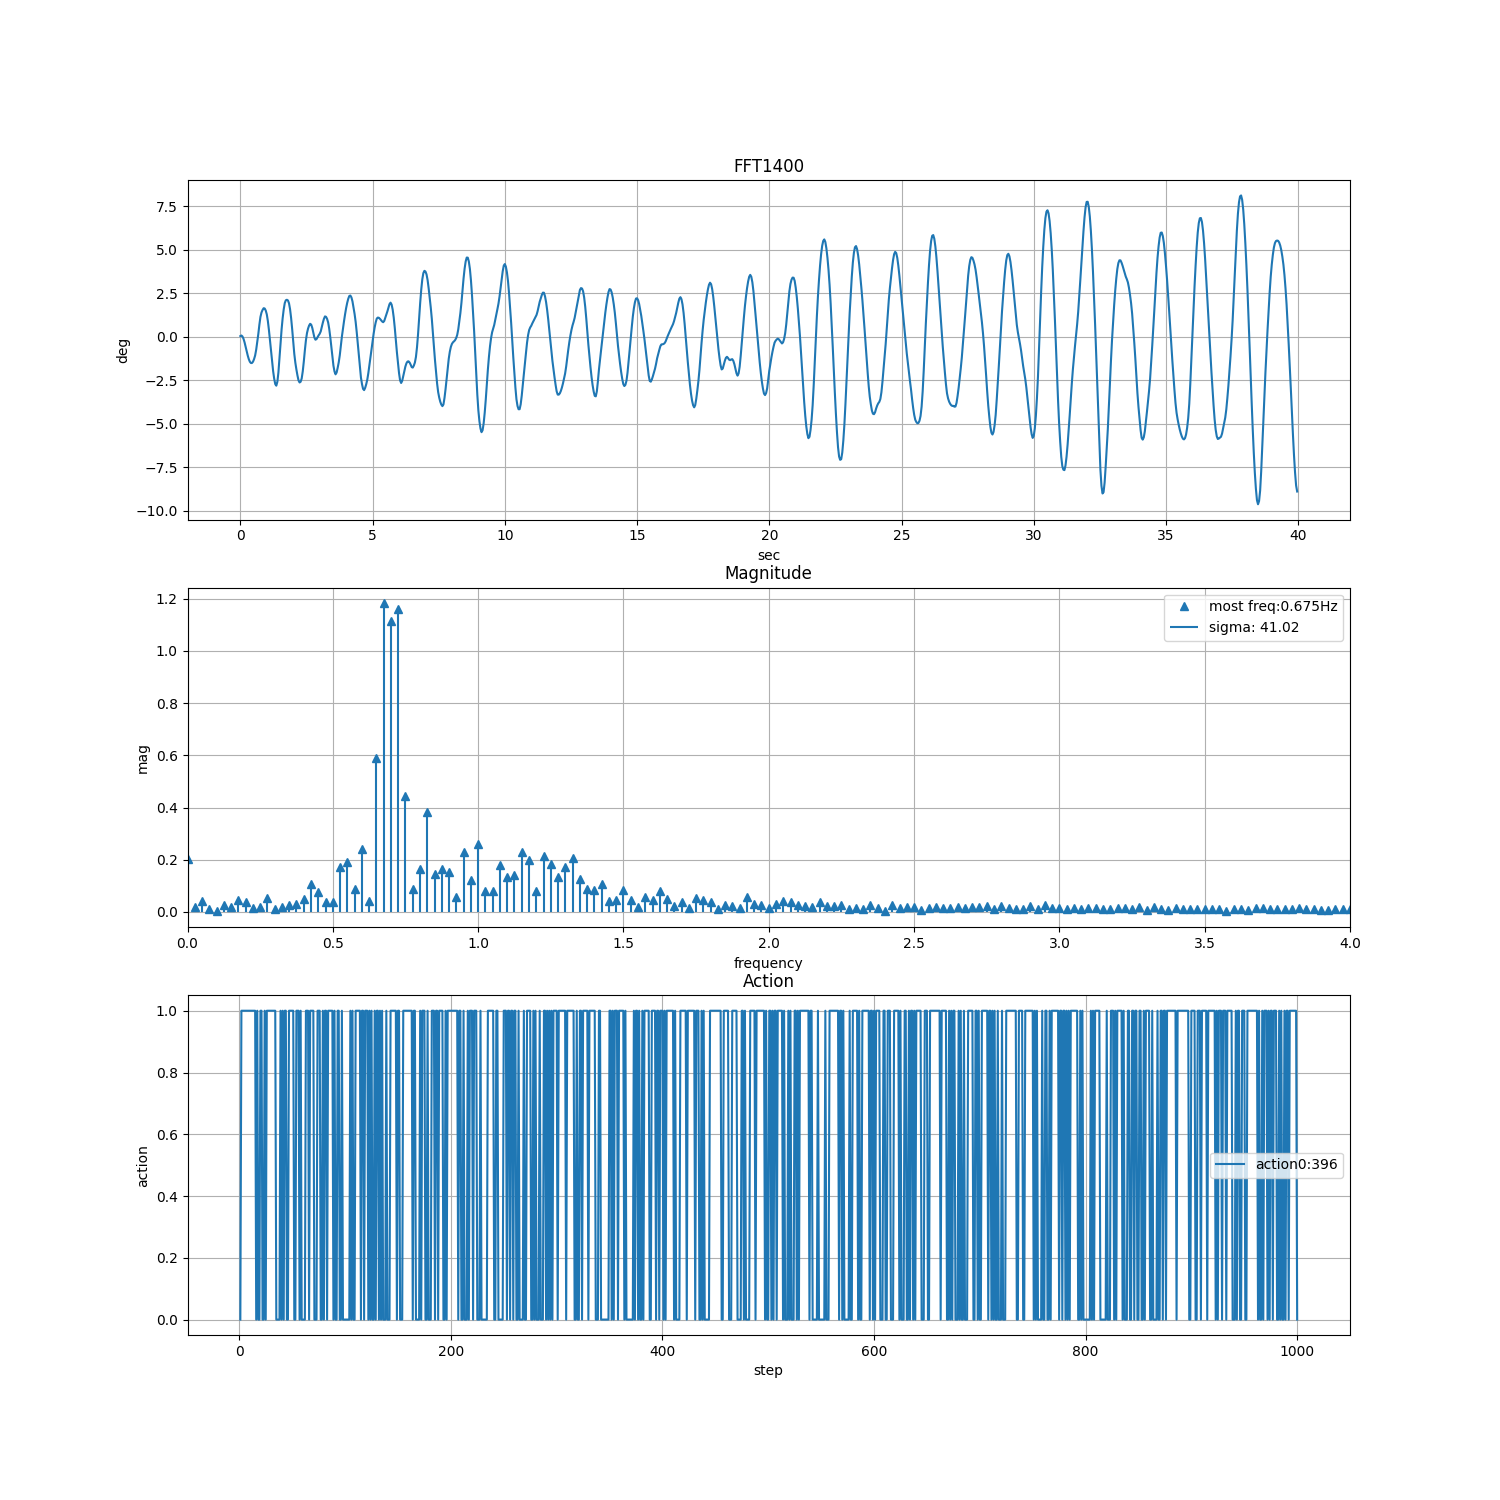 FFT1400
7.5
5.0
2.5
0.0
−2.5
−5.0
−7.5
−10.0
deg
0 5 10 15 20 25 30 35 40
sec
Magnitude
1.2
1.0
0.8
0.6
0.4
0.2
0.0
mag
most freq:0.675Hz
sigma: 41.02
0.0 0.5 1.0 1.5 2.0 2.5 3.0 3.5 4.0
frequency
Action
1.0
0.8
0.6
0.4
0.2
0.0
action
action0:396
0 200 400 600 800 1000
step